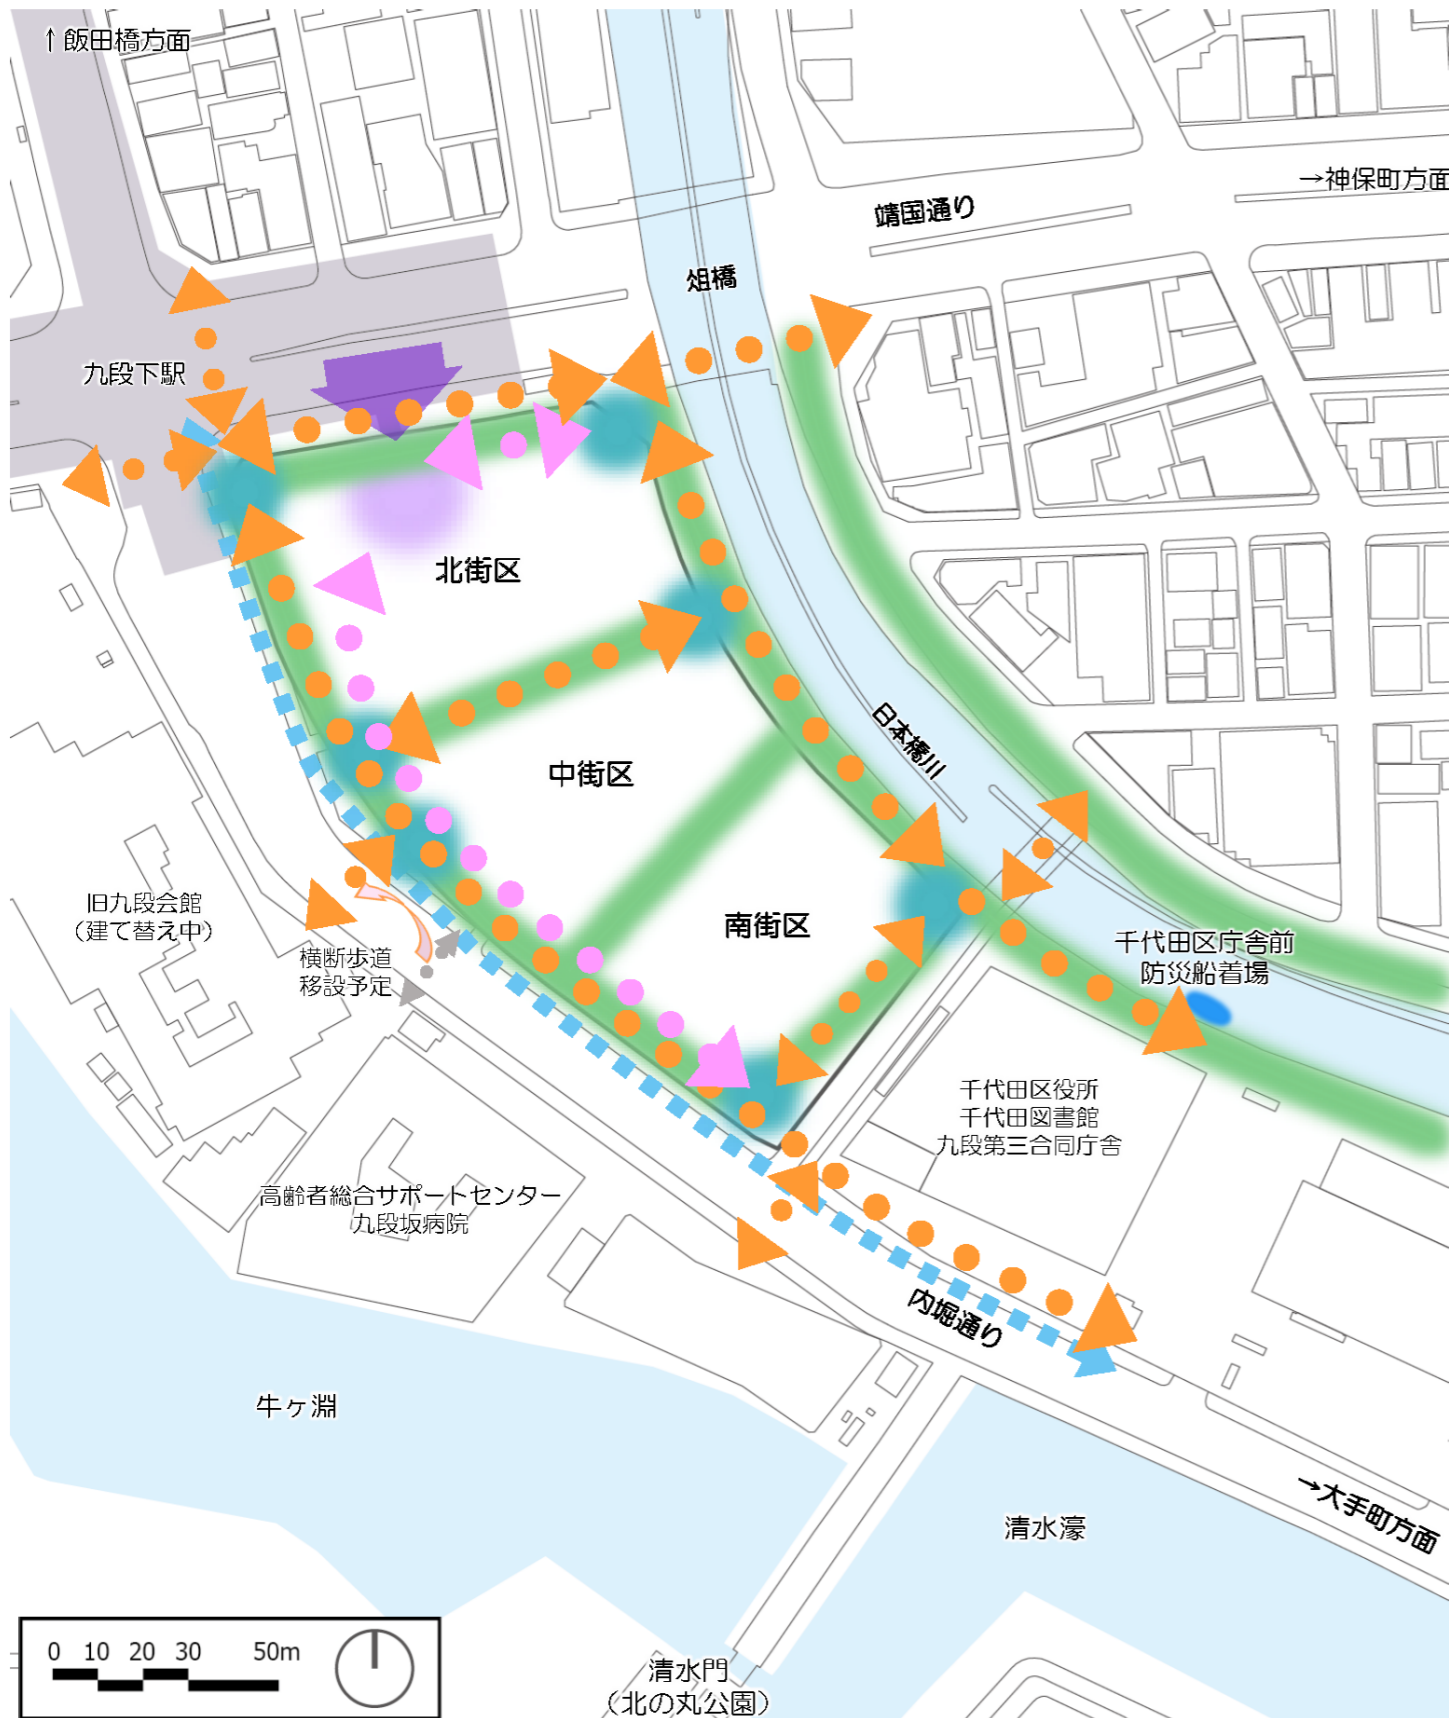 ↑飯田橋方面
→神保町方面
靖国通り
俎橋
九段下駅
北街区
日本橋川
中街区
旧九段会館
（建て替え中）
南街区
横断歩道
移設予定
千代田区庁舎前
防災船着場
千代田区役所
千代田図書館
九段第三合同庁舎
高齢者総合サポートセンター
九段坂病院
内堀通り
牛ヶ淵
→大手町方面
清水濠
0 10 20 30 50m
清水門
（北の丸公園）